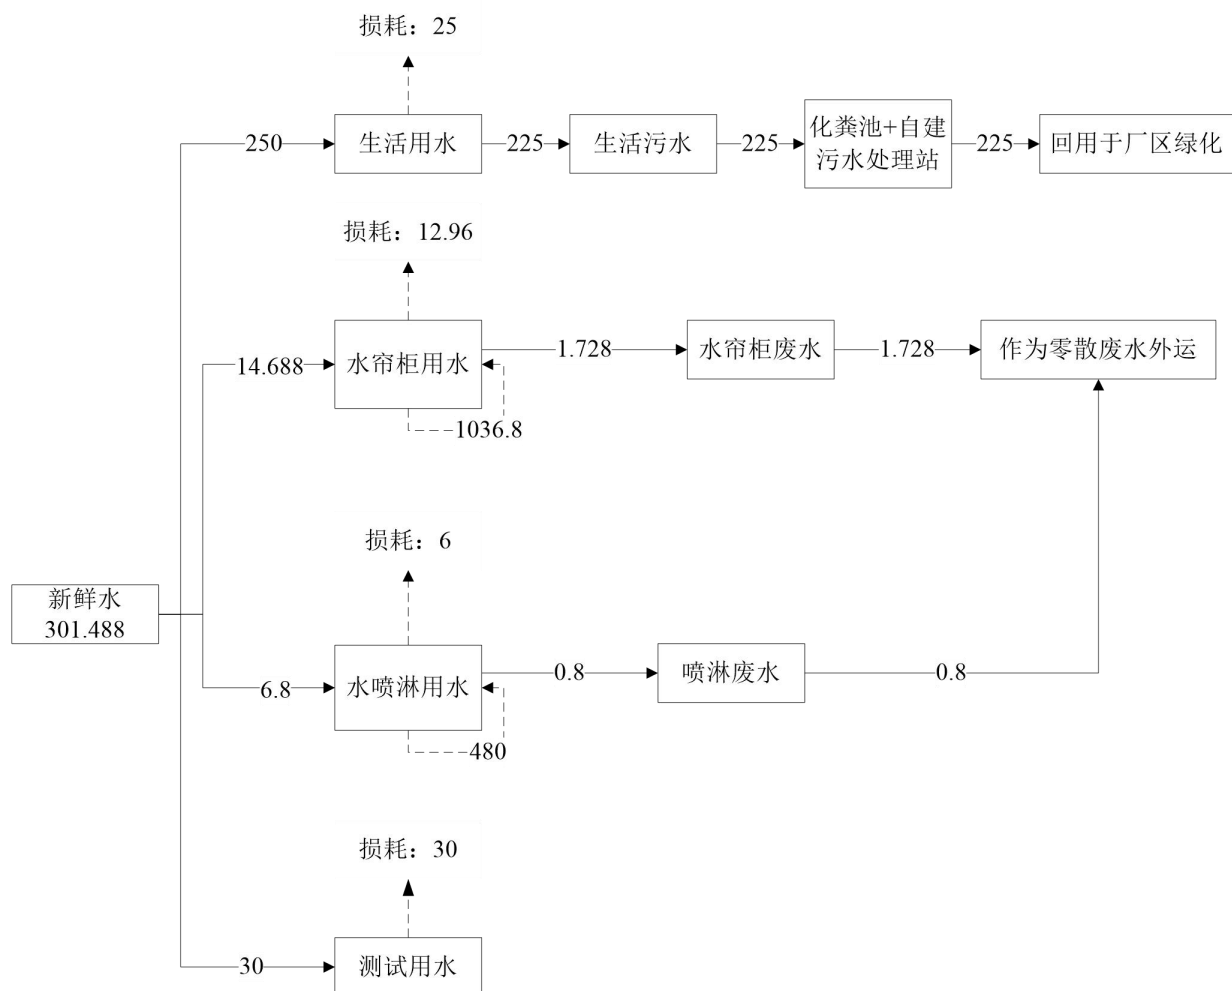 损耗：25
250
生活用水
225
生活污水
225
化粪池+自建
污水处理站
225
回用于厂区绿化
损耗：12.96
14.688
水帘柜用水
1.728
水帘柜废水
1.728
作为零散废水外运
1036.8
损耗：6
新鲜水
301.488
6.8
水喷淋用水
0.8
喷淋废水
0.8
480
损耗：30
30
测试用水